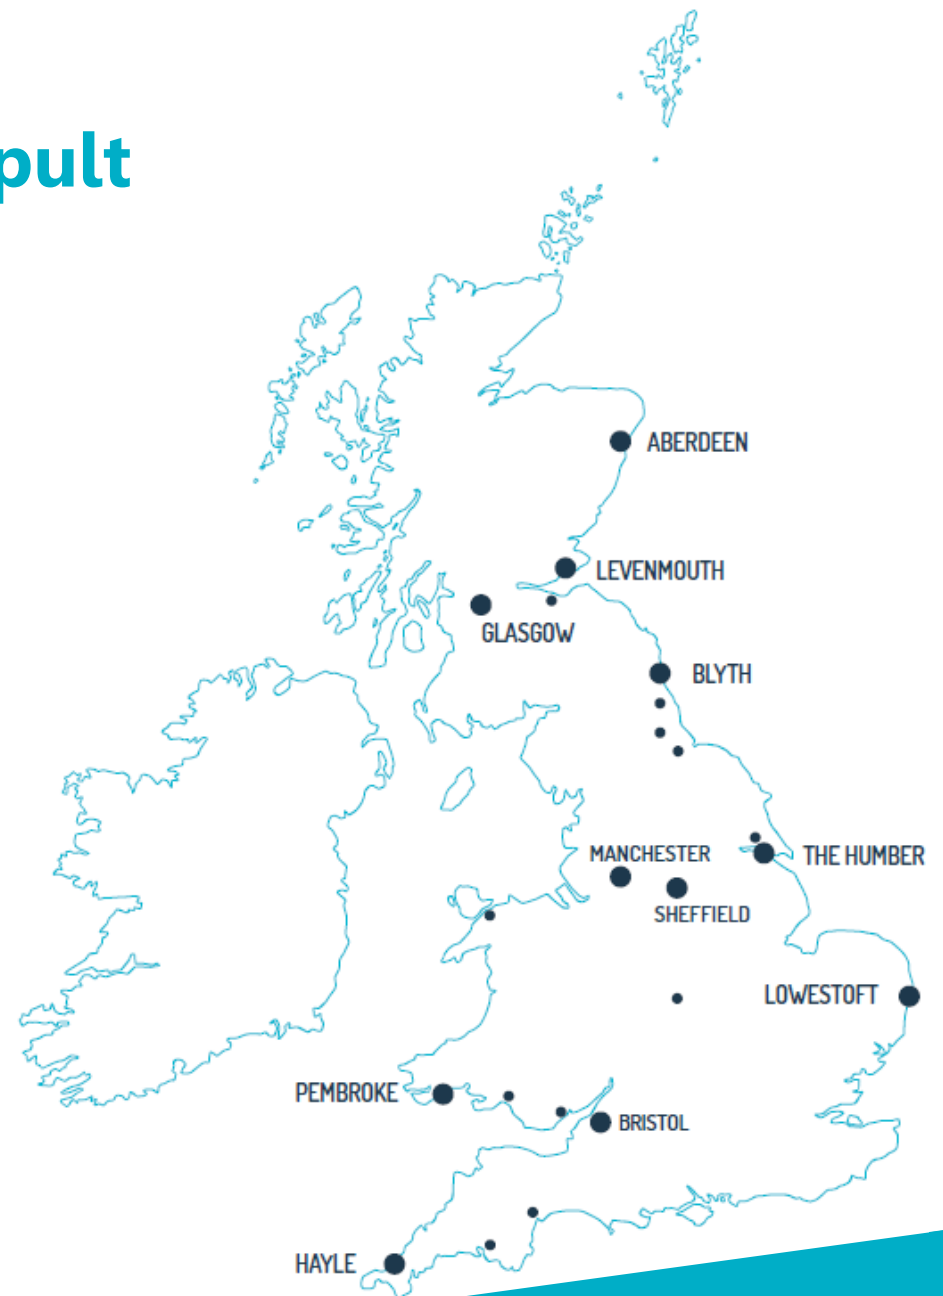 pult
ABERDEEN
LEVENMOUTH
GLASGOW
BLYTH
MANCHESTER
THE HUMBER
SHEFFIELD
LOWESTOFT
PEMBROKE
BRISTOL
HAYLE